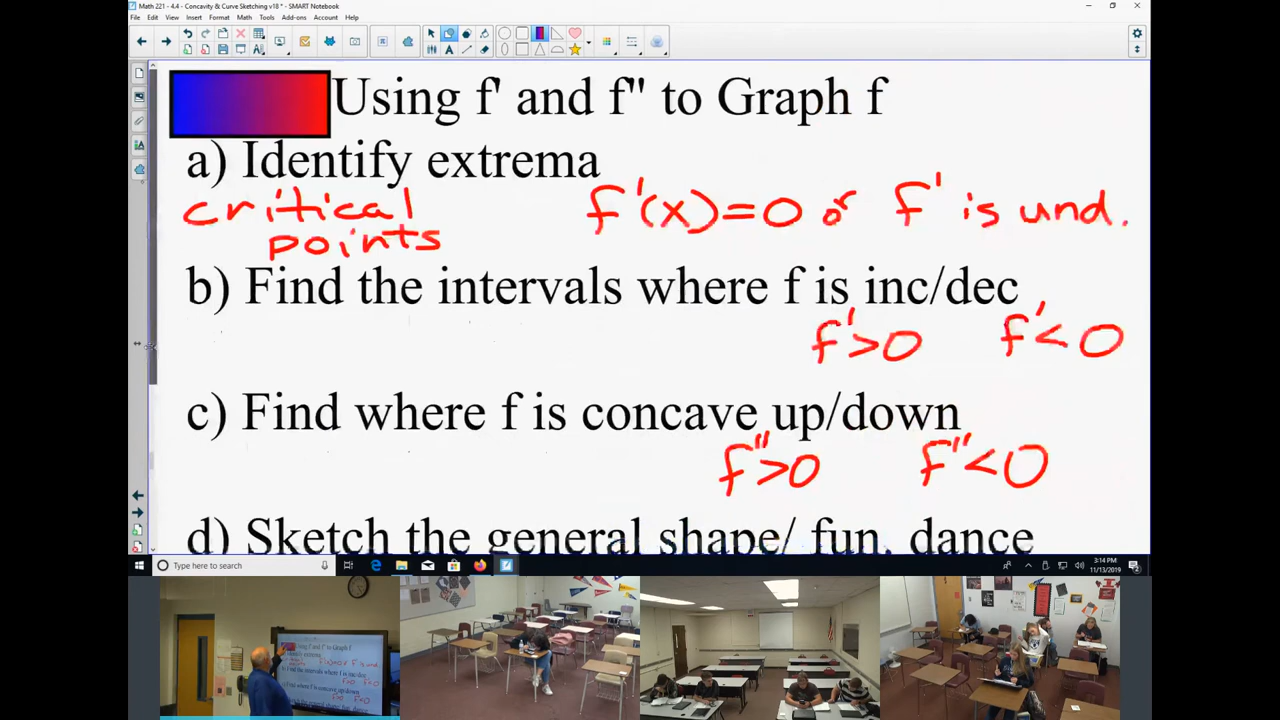 Math 221 - 4.4 - Concavity & Curve Sketching v18 * - SMART Notebook
File Edit View Insert Format Math Tools Add-ons Account Help
Using f' and f" to Graph f
a) Identify extrema
critical f'(x)=0 or f' is und.
points
b) Find the intervals where f is inc/dec
f'>0 f'<0
c) Find where f is concave up/down
f">0 f"<0
d) Sketch the general shape/ fun. dance
Type here to search
3:14 PM
11/13/2019